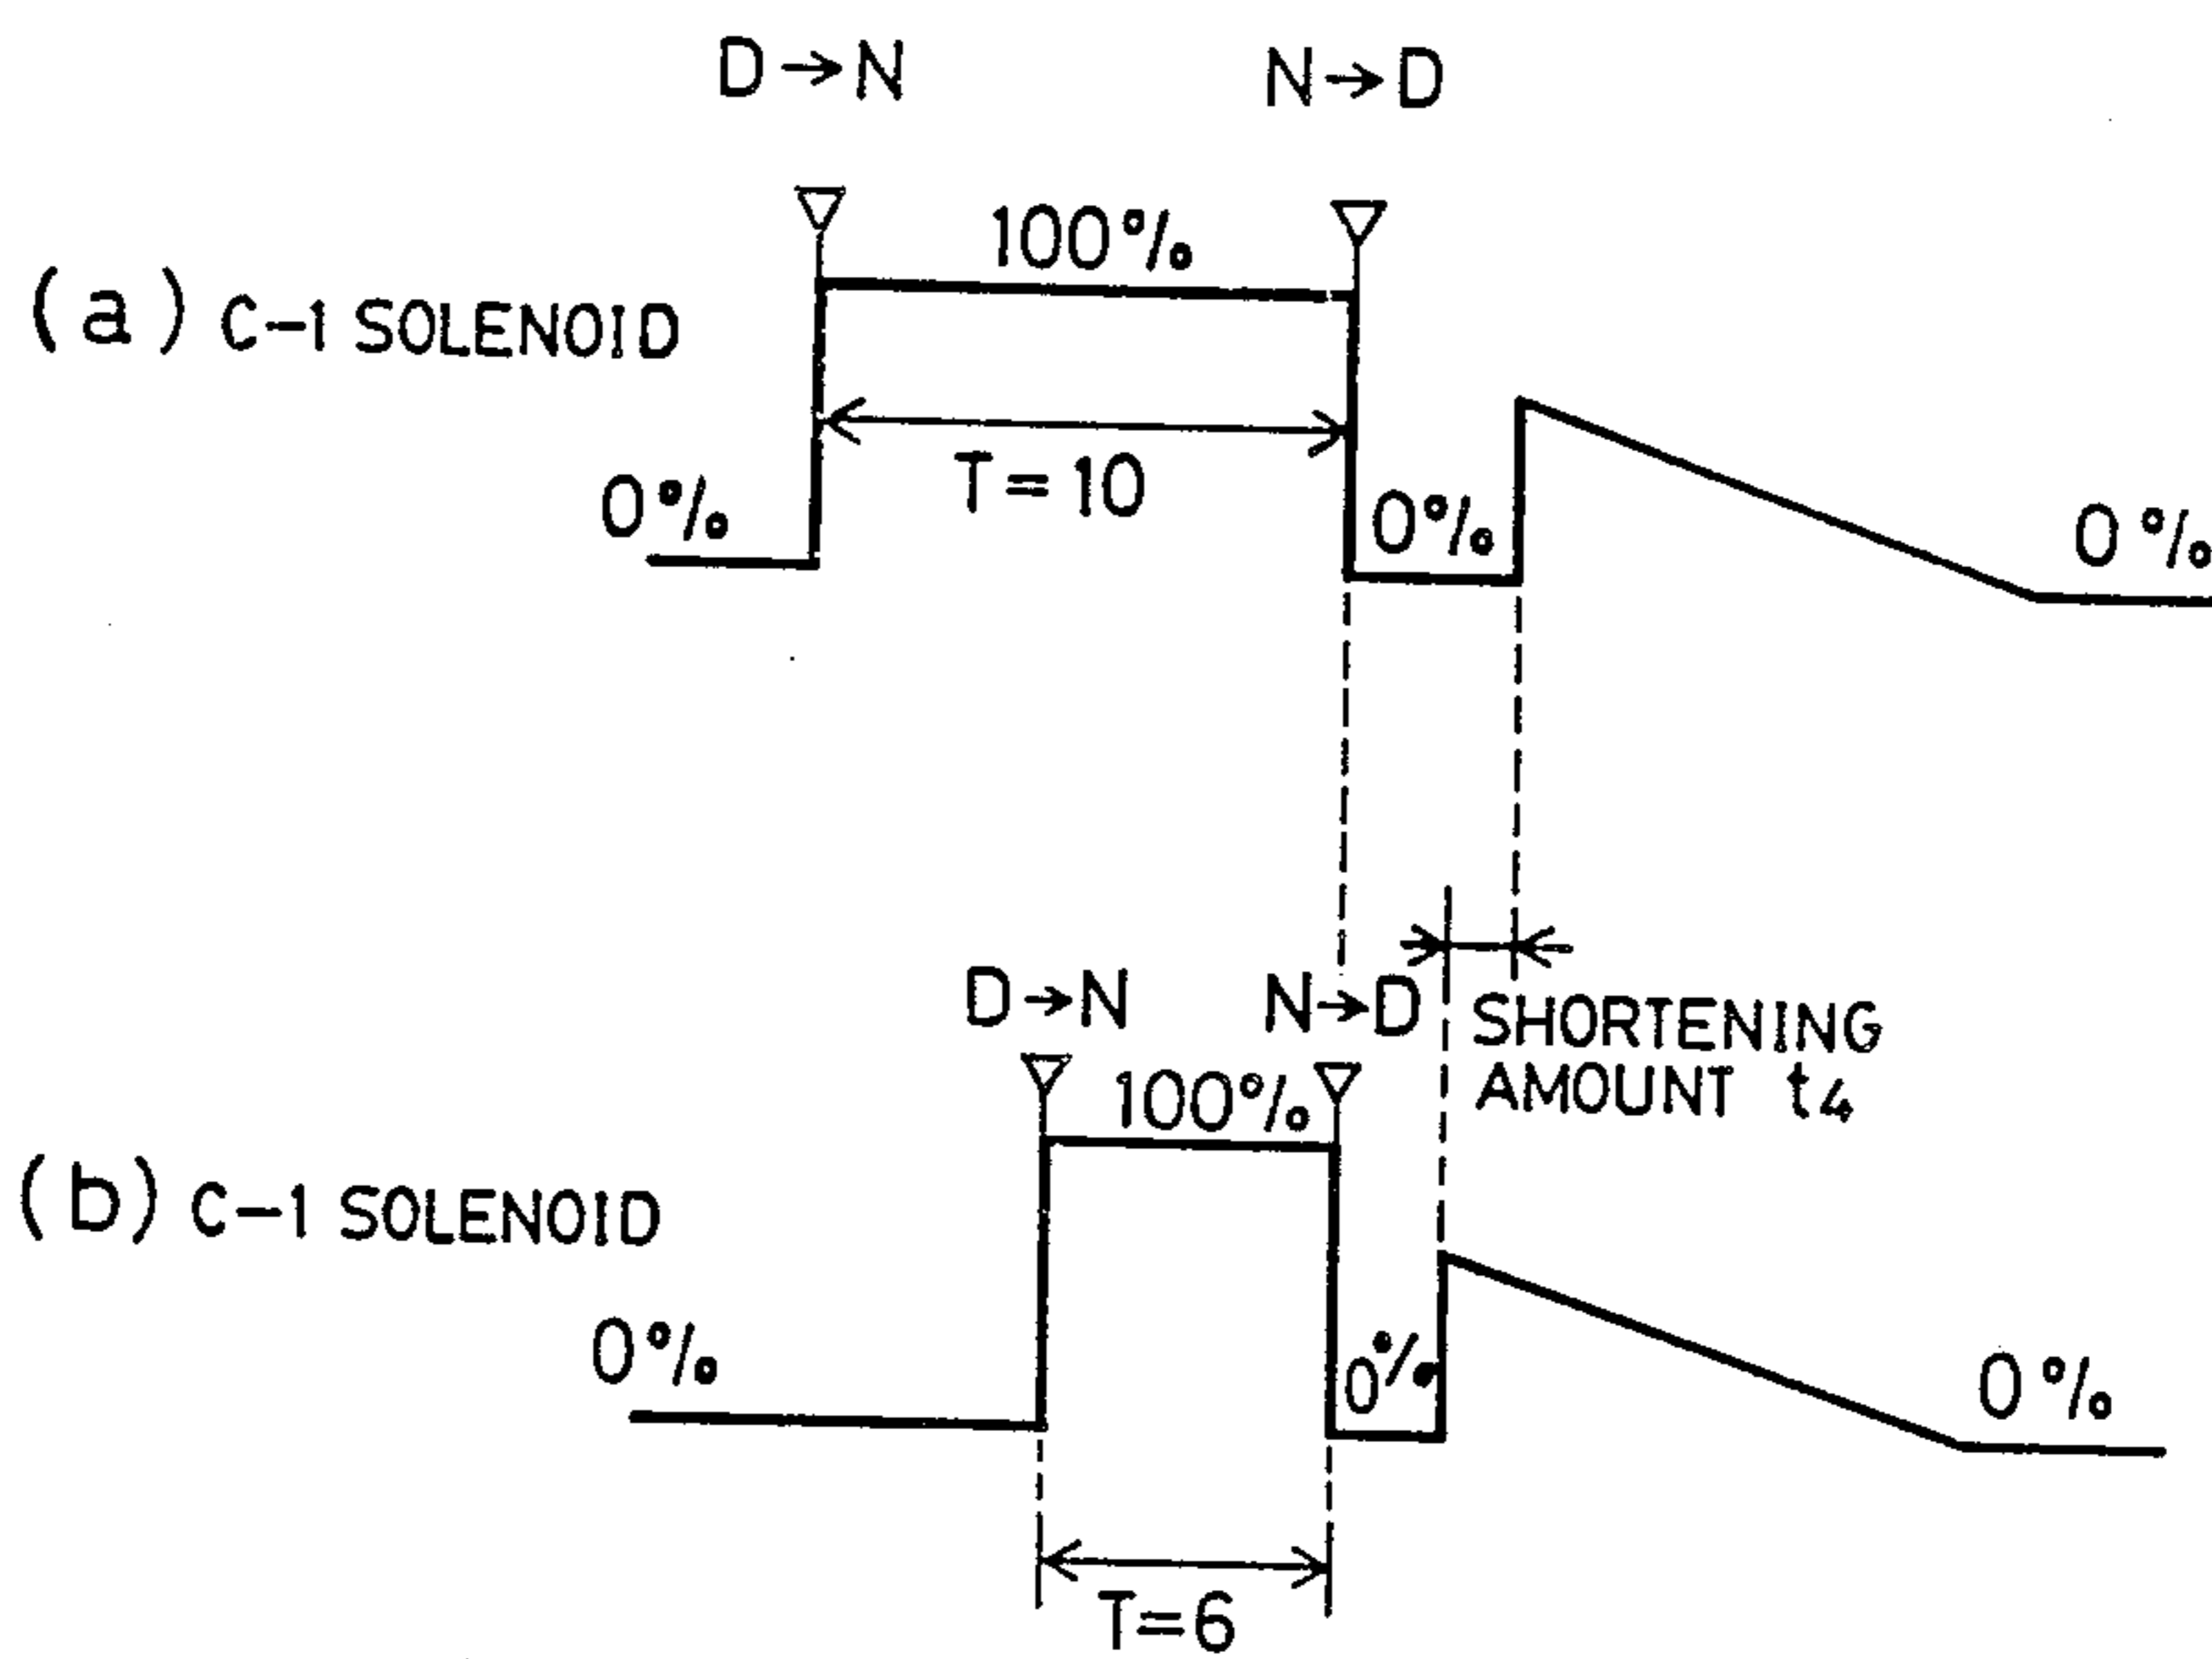 D→N N→D
100%
(a) C-1 SOLENOID
T=10
0% 0% 0%
D→N N→D SHORTENING
AMOUNT t4
100%
(b) C-1 SOLENOID
0% 0% 0%
T=6